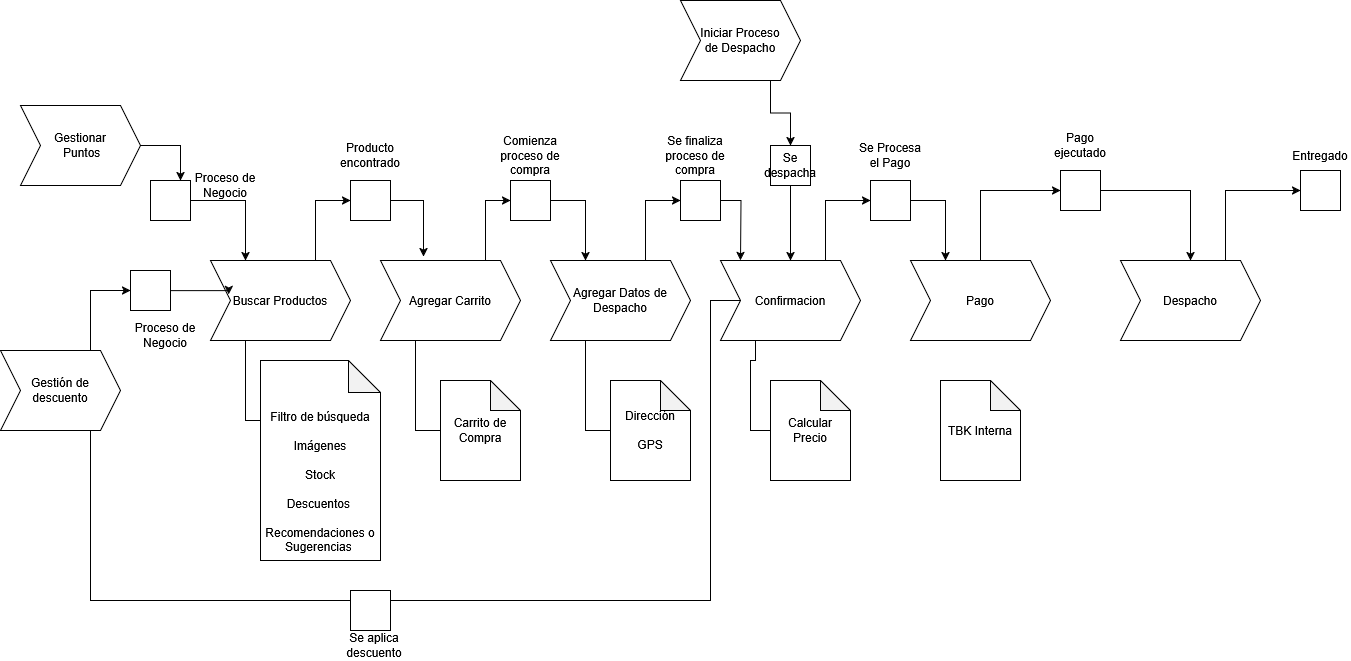 Iniciar Proceso
de Despacho
Gestionar
Puntos
Proceso de
Negocio
Producto
encontrado
Comienza
proceso de
compra
Se finaliza
proceso de
compra
Se
despacha
Se Procesa
el Pago
Pago
ejecutado
Entregado
Buscar Productos
Agregar Carrito
Agregar Datos de
Despacho
Confirmacion
Pago
Despacho
Proceso de
Negocio
Gestión de
descuento
Filtro de búsqueda
Imágenes
Stock
Descuentos
Recomendaciones o
Sugerencias
Carrito de
Compra
Dirección
GPS
Calcular
Precio
TBK Interna
Se aplica
descuento